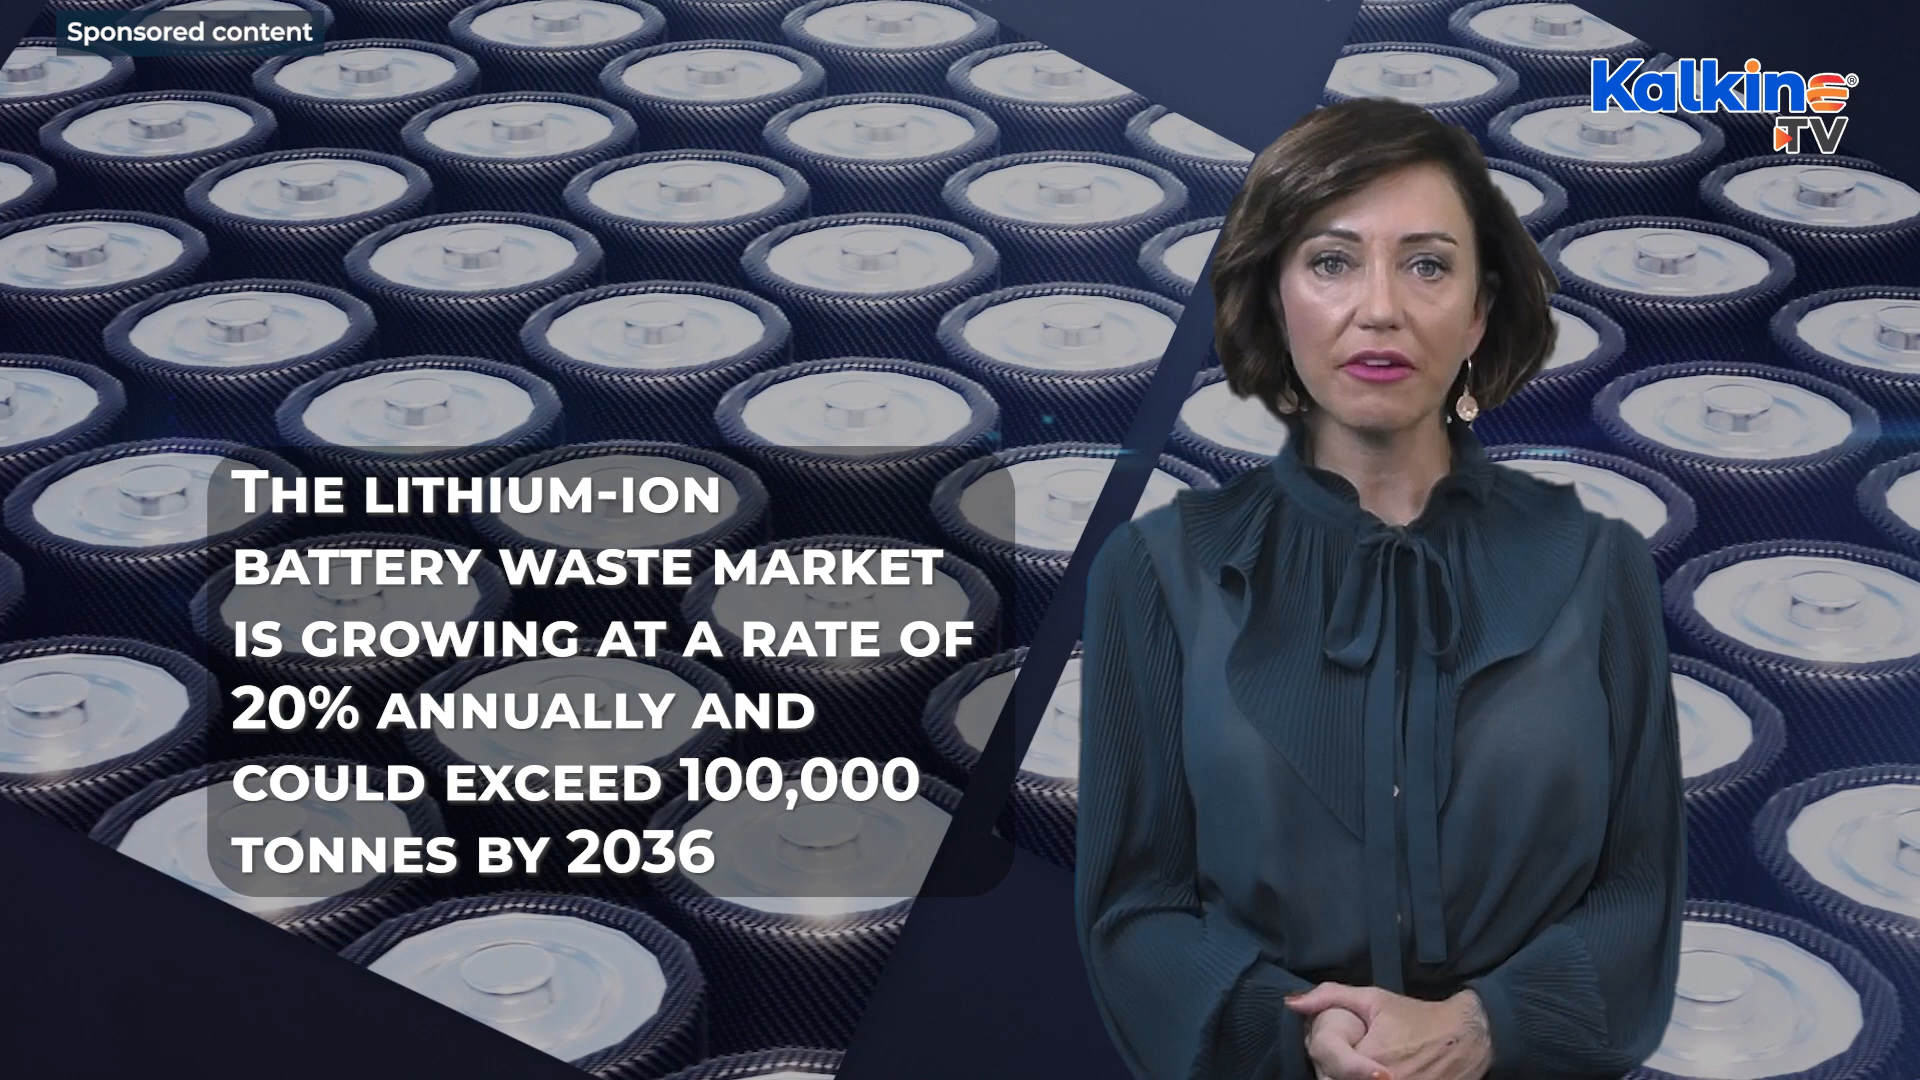 Sponsored content
Kalkine®
TV
THE LITHIUM-ION
BATTERY WASTE MARKET
IS GROWING AT A RATE OF
20% ANNUALLY AND
COULD EXCEED 100,000
TONNES BY 2036